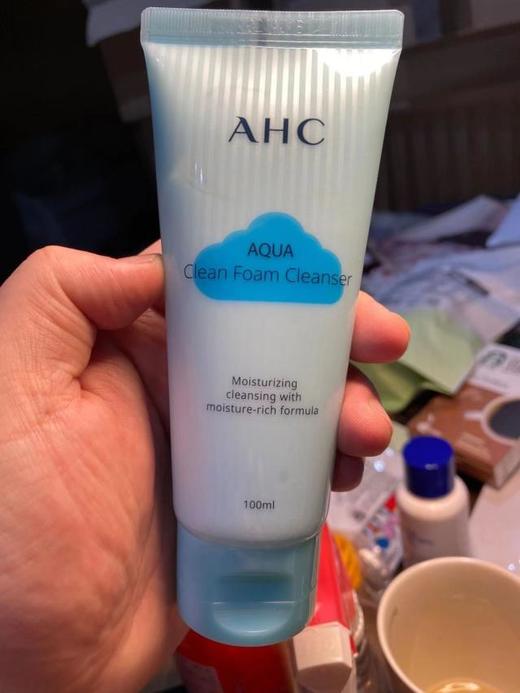 AHC
AQUA
Clean Foam Cleanser
Moisturizing
cleansing with
moisture-rich formula
100ml